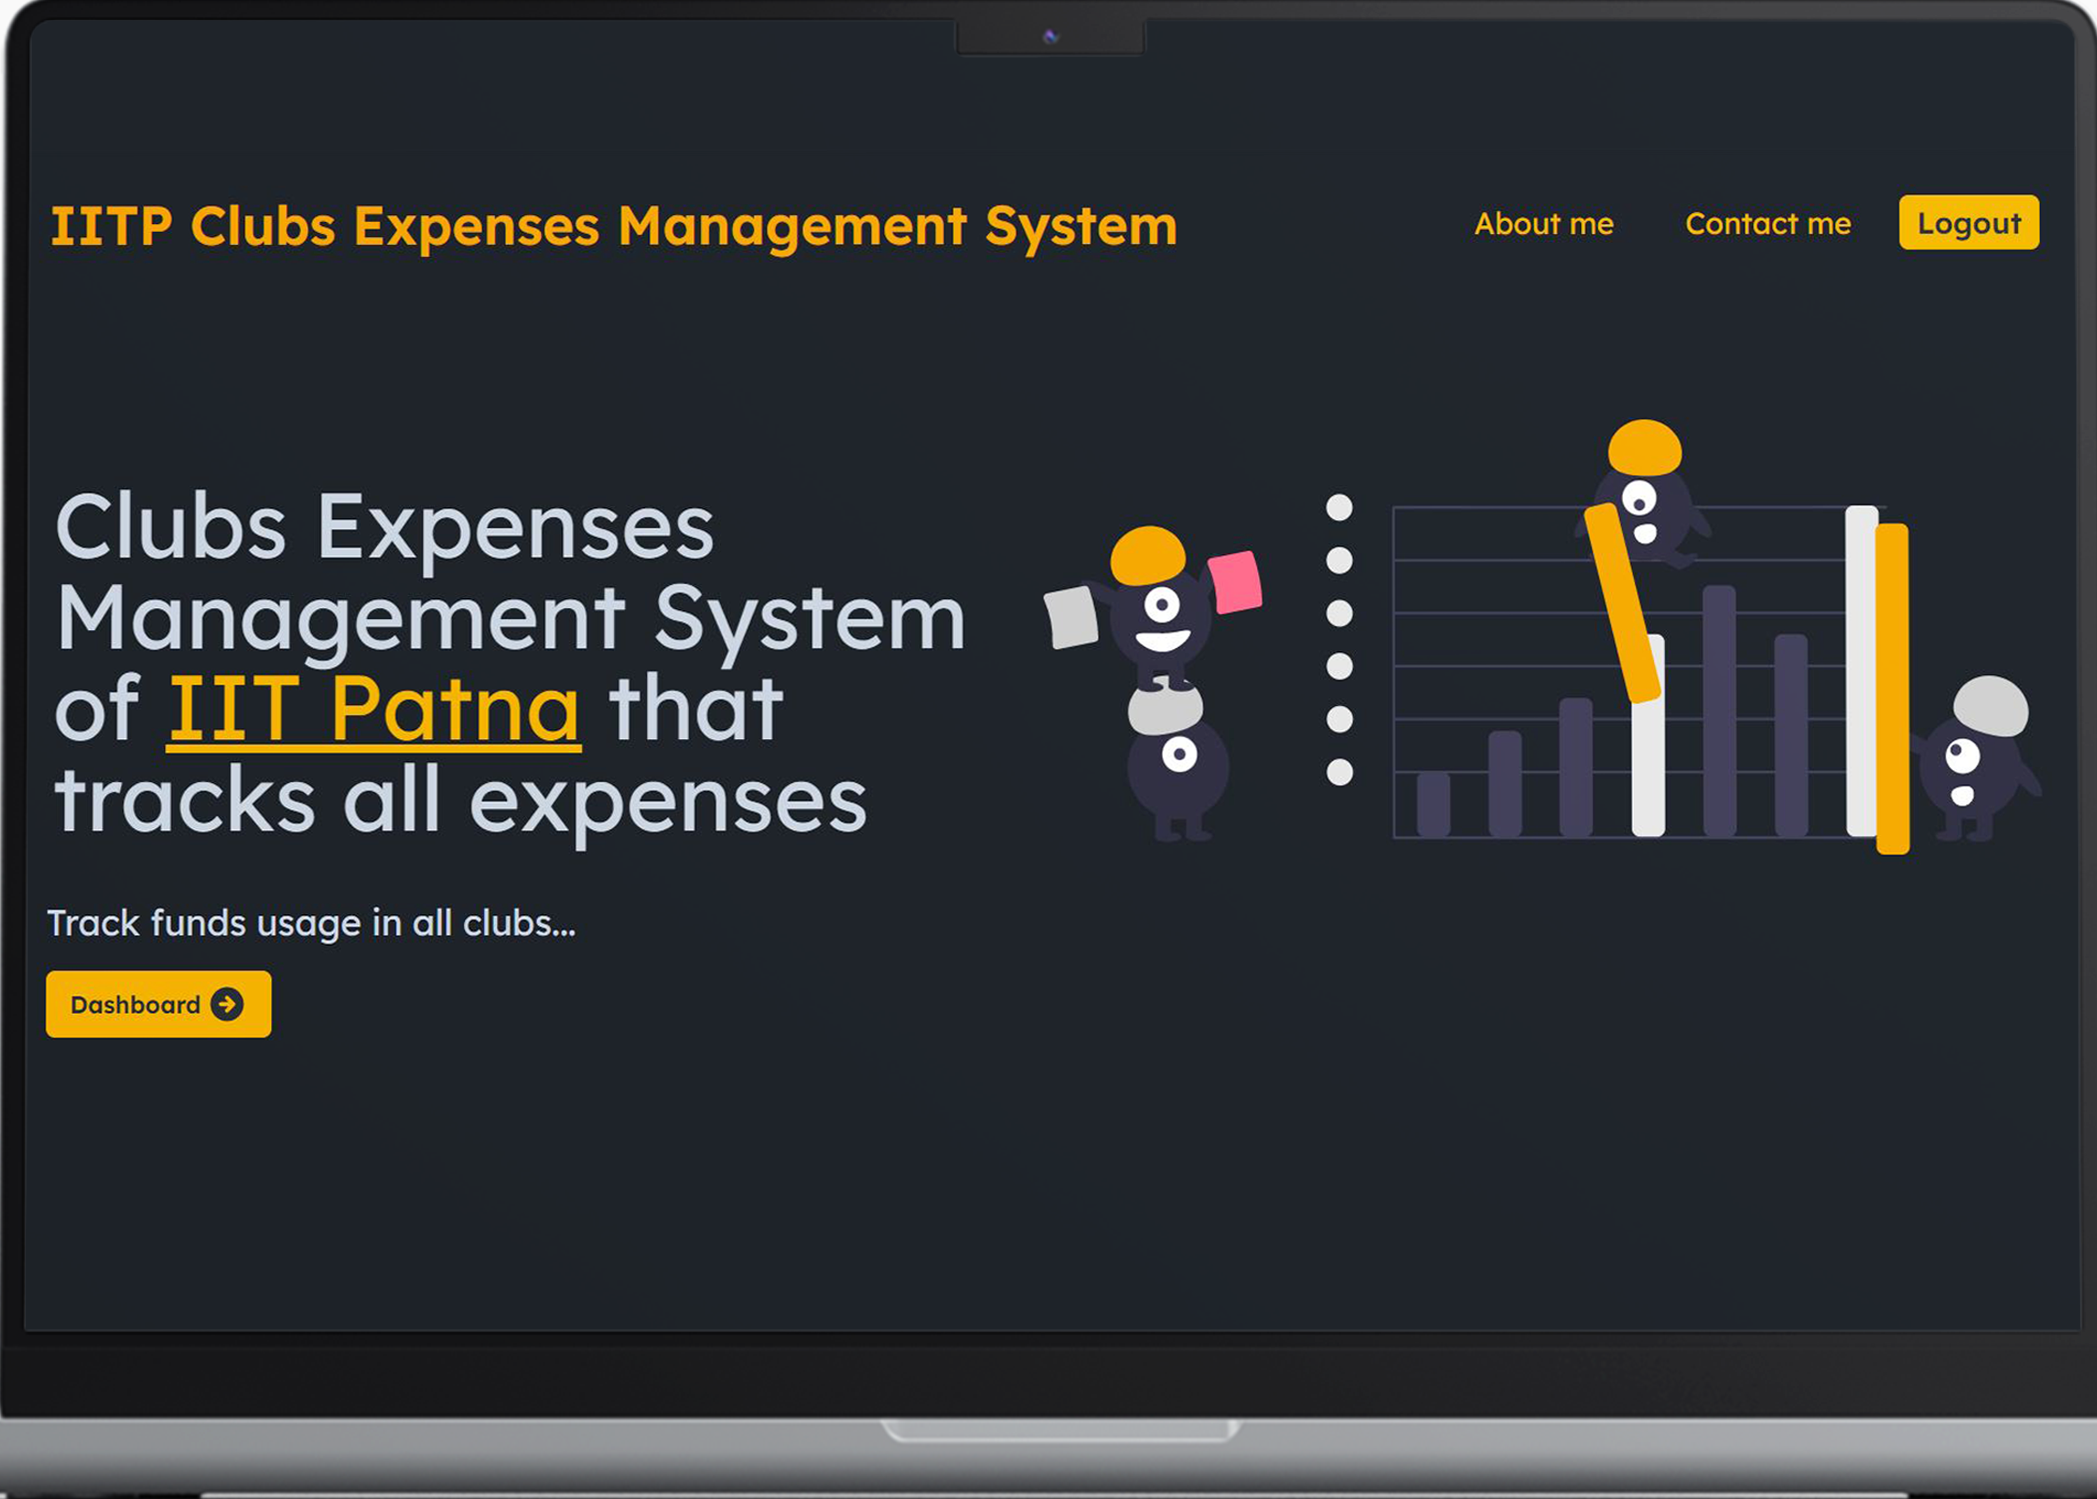 IITP Clubs Expenses Management System
About me
Contact me
Logout
Clubs Expenses
Management System
of IIT Patna that
tracks all expenses
Track funds usage in all clubs...
Dashboard